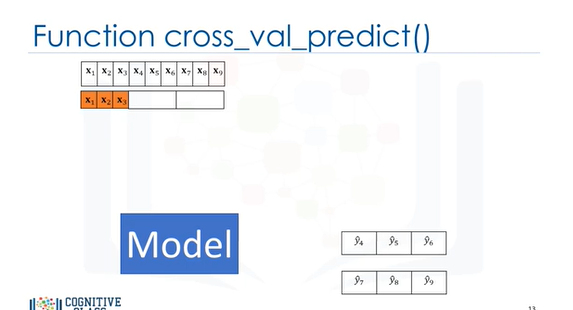 Function cross_val_predict()
x₁ x₂ x₃ x₄ x₅ x₆ x₇ x₈ x₉
x₁ x₂ x₃
Model
ŷ₄ ŷ₅ ŷ₆
ŷ₇ ŷ₈ ŷ₉
COGNITIVE
CLASS
13